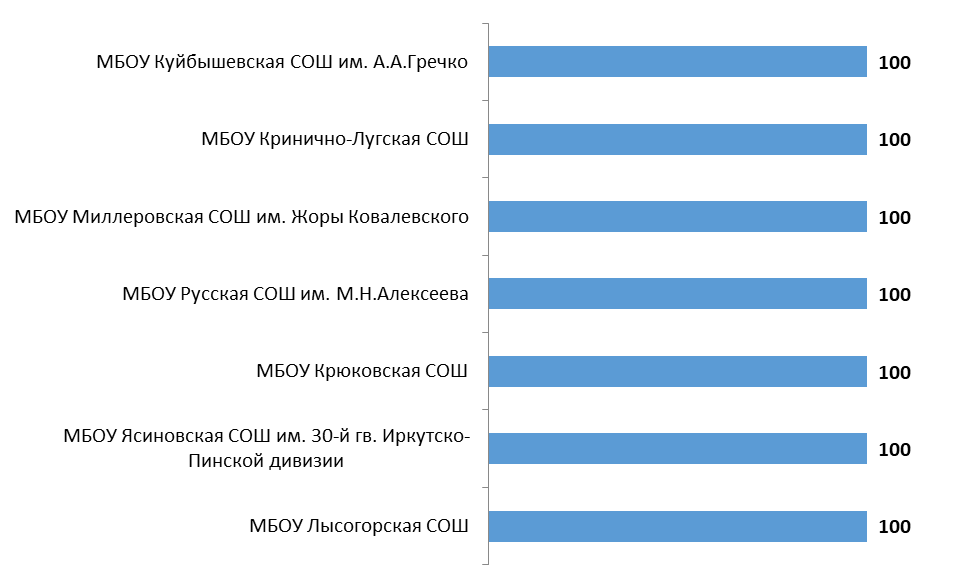 МБОУ Куйбышевская СОШ им. А.А.Гречко
100
МБОУ Кринично-Лугская СОШ
100
МБОУ Миллеровская СОШ им. Жоры Ковалевского
100
МБОУ Русская СОШ им. М.Н.Алексеева
100
МБОУ Крюковская СОШ
100
МБОУ Ясиновская СОШ им. 30-й гв. Иркутско-
Пинской дивизии
100
МБОУ Лысогорская СОШ
100